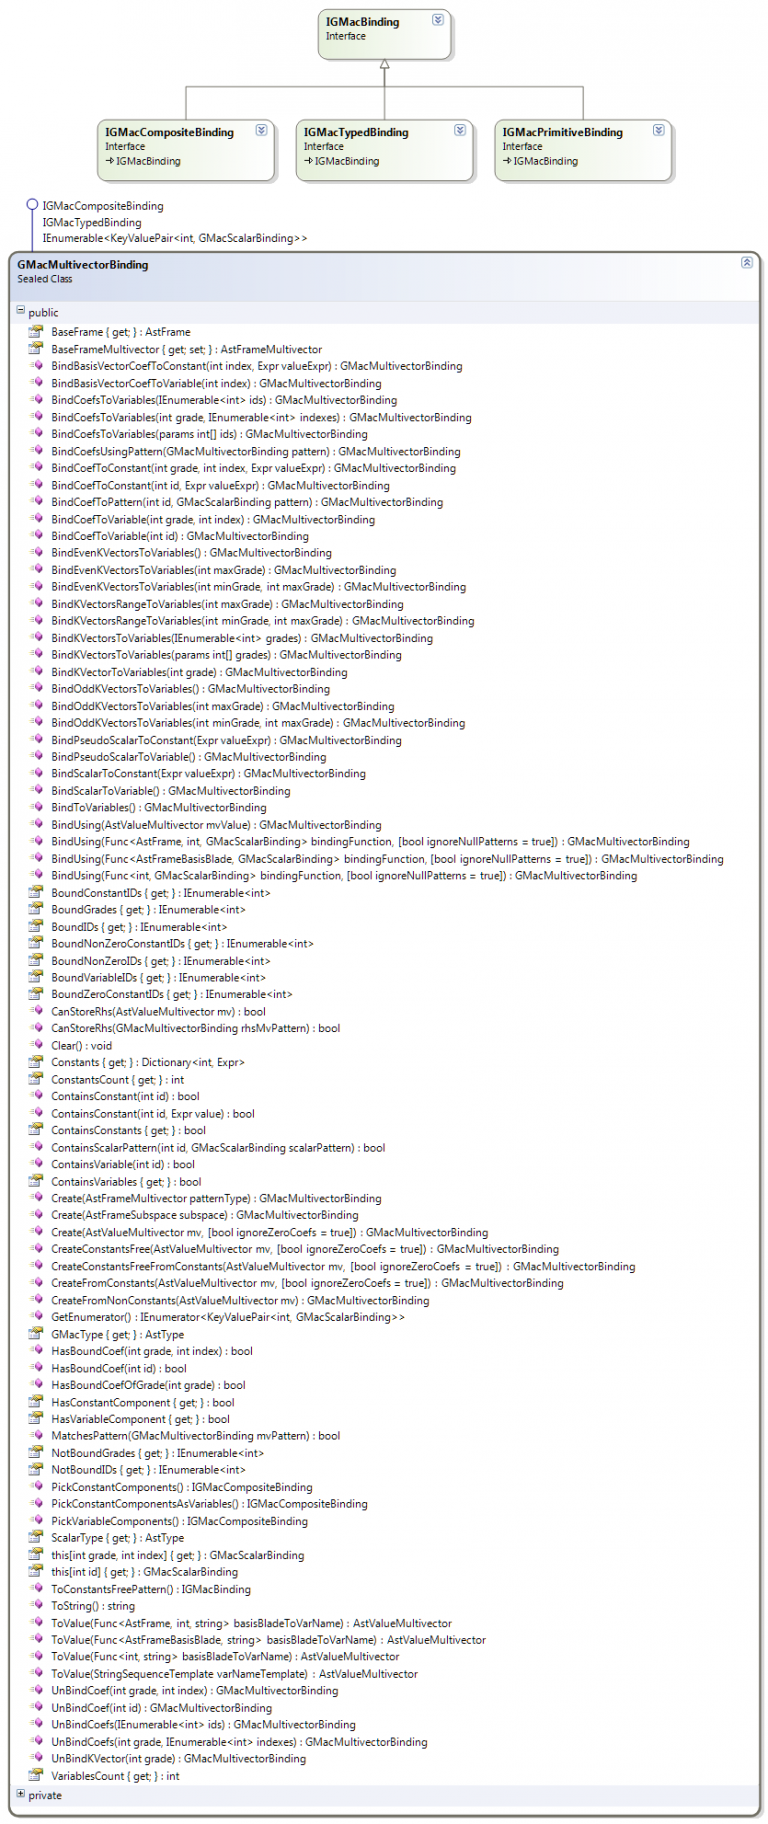 IGMacBinding
Interface
IGMacCompositeBinding
Interface
→ IGMacBinding
IGMacTypedBinding
Interface
→ IGMacBinding
IGMacPrimitiveBinding
Interface
→ IGMacBinding
IGMacCompositeBinding
IGMacTypedBinding
IEnumerable<KeyValuePair<int, GMacScalarBinding>>
GMacMultivectorBinding
Sealed Class
public
BaseFrame { get; } : AstFrame
BaseFrameMultivector { get; set; } : AstFrameMultivector
BindBasisVectorCoefToConstant(int index, Expr valueExpr) : GMacMultivectorBinding
BindBasisVectorCoefToVariable(int index) : GMacMultivectorBinding
BindCoefsToVariables(IEnumerable<int> ids) : GMacMultivectorBinding
BindCoefsToVariables(int grade, IEnumerable<int> indexes) : GMacMultivectorBinding
BindCoefsToVariables(params int[] ids) : GMacMultivectorBinding
BindCoefsUsingPattern(GMacMultivectorBinding pattern) : GMacMultivectorBinding
BindCoefToConstant(int grade, int index, Expr valueExpr) : GMacMultivectorBinding
BindCoefToConstant(int id, Expr valueExpr) : GMacMultivectorBinding
BindCoefToPattern(int id, GMacScalarBinding pattern) : GMacMultivectorBinding
BindCoefToVariable(int grade, int index) : GMacMultivectorBinding
BindCoefToVariable(int id) : GMacMultivectorBinding
BindEvenKVectorsToVariables() : GMacMultivectorBinding
BindEvenKVectorsToVariables(int maxGrade) : GMacMultivectorBinding
BindEvenKVectorsToVariables(int minGrade, int maxGrade) : GMacMultivectorBinding
BindKVectorsRangeToVariables(int maxGrade) : GMacMultivectorBinding
BindKVectorsRangeToVariables(int minGrade, int maxGrade) : GMacMultivectorBinding
BindKVectorsToVariables(IEnumerable<int> grades) : GMacMultivectorBinding
BindKVectorsToVariables(params int[] grades) : GMacMultivectorBinding
BindKVectorToVariables(int grade) : GMacMultivectorBinding
BindOddKVectorsToVariables() : GMacMultivectorBinding
BindOddKVectorsToVariables(int maxGrade) : GMacMultivectorBinding
BindOddKVectorsToVariables(int minGrade, int maxGrade) : GMacMultivectorBinding
BindPseudoScalarToConstant(Expr valueExpr) : GMacMultivectorBinding
BindPseudoScalarToVariable() : GMacMultivectorBinding
BindScalarToConstant(Expr valueExpr) : GMacMultivectorBinding
BindScalarToVariable() : GMacMultivectorBinding
BindToVariables() : GMacMultivectorBinding
BindUsing(AstValueMultivector mvValue) : GMacMultivectorBinding
BindUsing(Func<AstFrame, int, GMacScalarBinding> bindingFunction, [bool ignoreNullPatterns = true]) : GMacMultivectorBinding
BindUsing(Func<AstFrameBasisBlade, GMacScalarBinding> bindingFunction, [bool ignoreNullPatterns = true]) : GMacMultivectorBinding
BindUsing(Func<int, GMacScalarBinding> bindingFunction, [bool ignoreNullPatterns = true]) : GMacMultivectorBinding
BoundConstantIDs { get; } : IEnumerable<int>
BoundGrades { get; } : IEnumerable<int>
BoundIDs { get; } : IEnumerable<int>
BoundNonZeroConstantIDs { get; } : IEnumerable<int>
BoundNonZeroIDs { get; } : IEnumerable<int>
BoundVariableIDs { get; } : IEnumerable<int>
BoundZeroConstantIDs { get; } : IEnumerable<int>
CanStoreRhs(AstValueMultivector mv) : bool
CanStoreRhs(GMacMultivectorBinding rhsMvPattern) : bool
Clear() : void
Constants { get; } : Dictionary<int, Expr>
ConstantsCount { get; } : int
ContainsConstant(int id) : bool
ContainsConstant(int id, Expr value) : bool
ContainsConstants { get; } : bool
ContainsScalarPattern(int id, GMacScalarBinding scalarPattern) : bool
ContainsVariable(int id) : bool
ContainsVariables { get; } : bool
Create(AstFrameMultivector patternType) : GMacMultivectorBinding
Create(AstFrameSubspace subspace) : GMacMultivectorBinding
Create(AstValueMultivector mv, [bool ignoreZeroCoefs = true]) : GMacMultivectorBinding
CreateConstantsFree(AstValueMultivector mv, [bool ignoreZeroCoefs = true]) : GMacMultivectorBinding
CreateConstantsFreeFromConstants(AstValueMultivector mv, [bool ignoreZeroCoefs = true]) : GMacMultivectorBinding
CreateFromConstants(AstValueMultivector mv, [bool ignoreZeroCoefs = true]) : GMacMultivectorBinding
CreateFromNonConstants(AstValueMultivector mv) : GMacMultivectorBinding
GetEnumerator() : IEnumerator<KeyValuePair<int, GMacScalarBinding>>
GMacType { get; } : AstType
HasBoundCoef(int grade, int index) : bool
HasBoundCoef(int id) : bool
HasBoundCoefOfGrade(int grade) : bool
HasConstantComponent { get; } : bool
HasVariableComponent { get; } : bool
MatchesPattern(GMacMultivectorBinding mvPattern) : bool
NotBoundGrades { get; } : IEnumerable<int>
NotBoundIDs { get; } : IEnumerable<int>
PickConstantComponents() : IGMacCompositeBinding
PickConstantComponentsAsVariables() : IGMacCompositeBinding
PickVariableComponents() : IGMacCompositeBinding
ScalarType { get; } : AstType
this[int grade, int index] { get; } : GMacScalarBinding
this[int id] { get; } : GMacScalarBinding
ToConstantsFreePattern() : IGMacBinding
ToString() : string
ToValue(Func<AstFrame, int, string> basisBladeToVarName) : AstValueMultivector
ToValue(Func<AstFrameBasisBlade, string> basisBladeToVarName) : AstValueMultivector
ToValue(Func<int, string> basisBladeToVarName) : AstValueMultivector
ToValue(StringSequenceTemplate varNameTemplate) : AstValueMultivector
UnBindCoef(int grade, int index) : GMacMultivectorBinding
UnBindCoef(int id) : GMacMultivectorBinding
UnBindCoefs(IEnumerable<int> ids) : GMacMultivectorBinding
UnBindCoefs(int grade, IEnumerable<int> indexes) : GMacMultivectorBinding
UnBindKVector(int grade) : GMacMultivectorBinding
VariablesCount { get; } : int
private